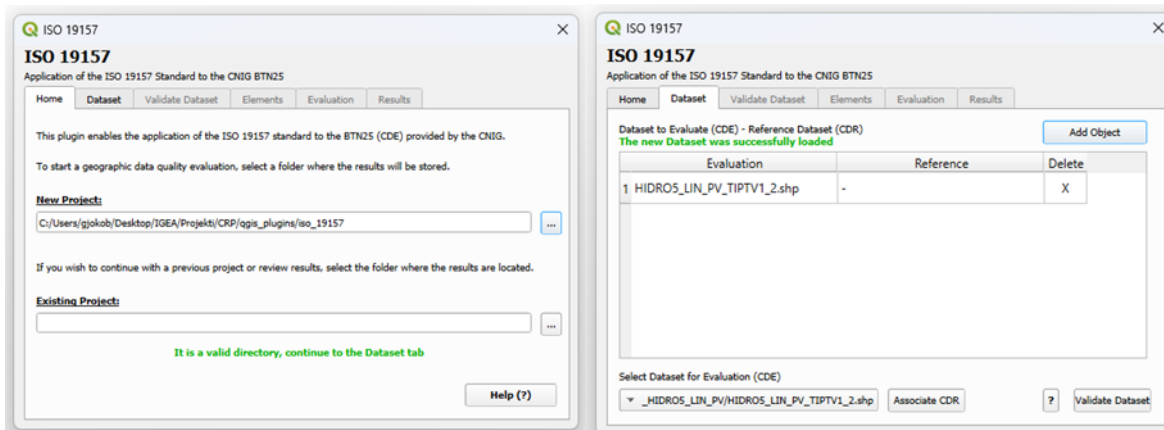 ISO 19157
ISO 19157
Application of the ISO 19157 Standard to the CNIG BTN25
Home Dataset Validate Dataset Elements Evaluation Results
This plugin enables the application of the ISO 19157 standard to the BTN25 (CDE) provided by the CNIG.
To start a geographic data quality evaluation, select a folder where the results will be stored.
New Project:
C:/Users/gjokob/Desktop/IGEA/Projekti/CRP/qgis_plugins/iso_19157
...
If you wish to continue with a previous project or review results, select the folder where the results are located.
Existing Project:
...
It is a valid directory, continue to the Dataset tab
Help (?)
ISO 19157
ISO 19157
Application of the ISO 19157 Standard to the CNIG BTN25
Home Dataset Validate Dataset Elements Evaluation Results
Dataset to Evaluate (CDE) - Reference Dataset (CDR)
The new Dataset was successfully loaded
Add Object
Evaluation Reference Delete
1 HIDRO5_LIN_PV_TIPTV1_2.shp - X
Select Dataset for Evaluation (CDE)
_HIDRO5_LIN_PV/HIDRO5_LIN_PV_TIPTV1_2.shp Associate CDR ? Validate Dataset